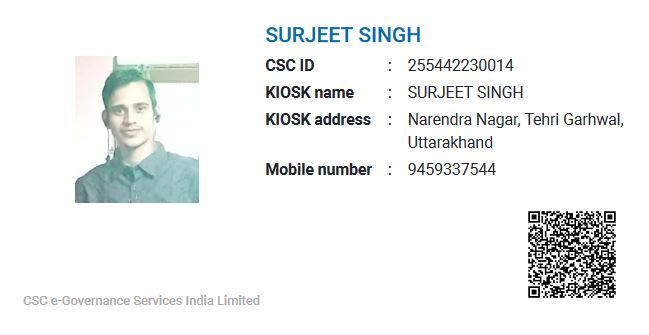 SURJEET SINGH
CSC ID : 255442230014
KIOSK name : SURJEET SINGH
KIOSK address : Narendra Nagar, Tehri Garhwal,
Uttarakhand
Mobile number : 9459337544
CSC e-Governance Services India Limited